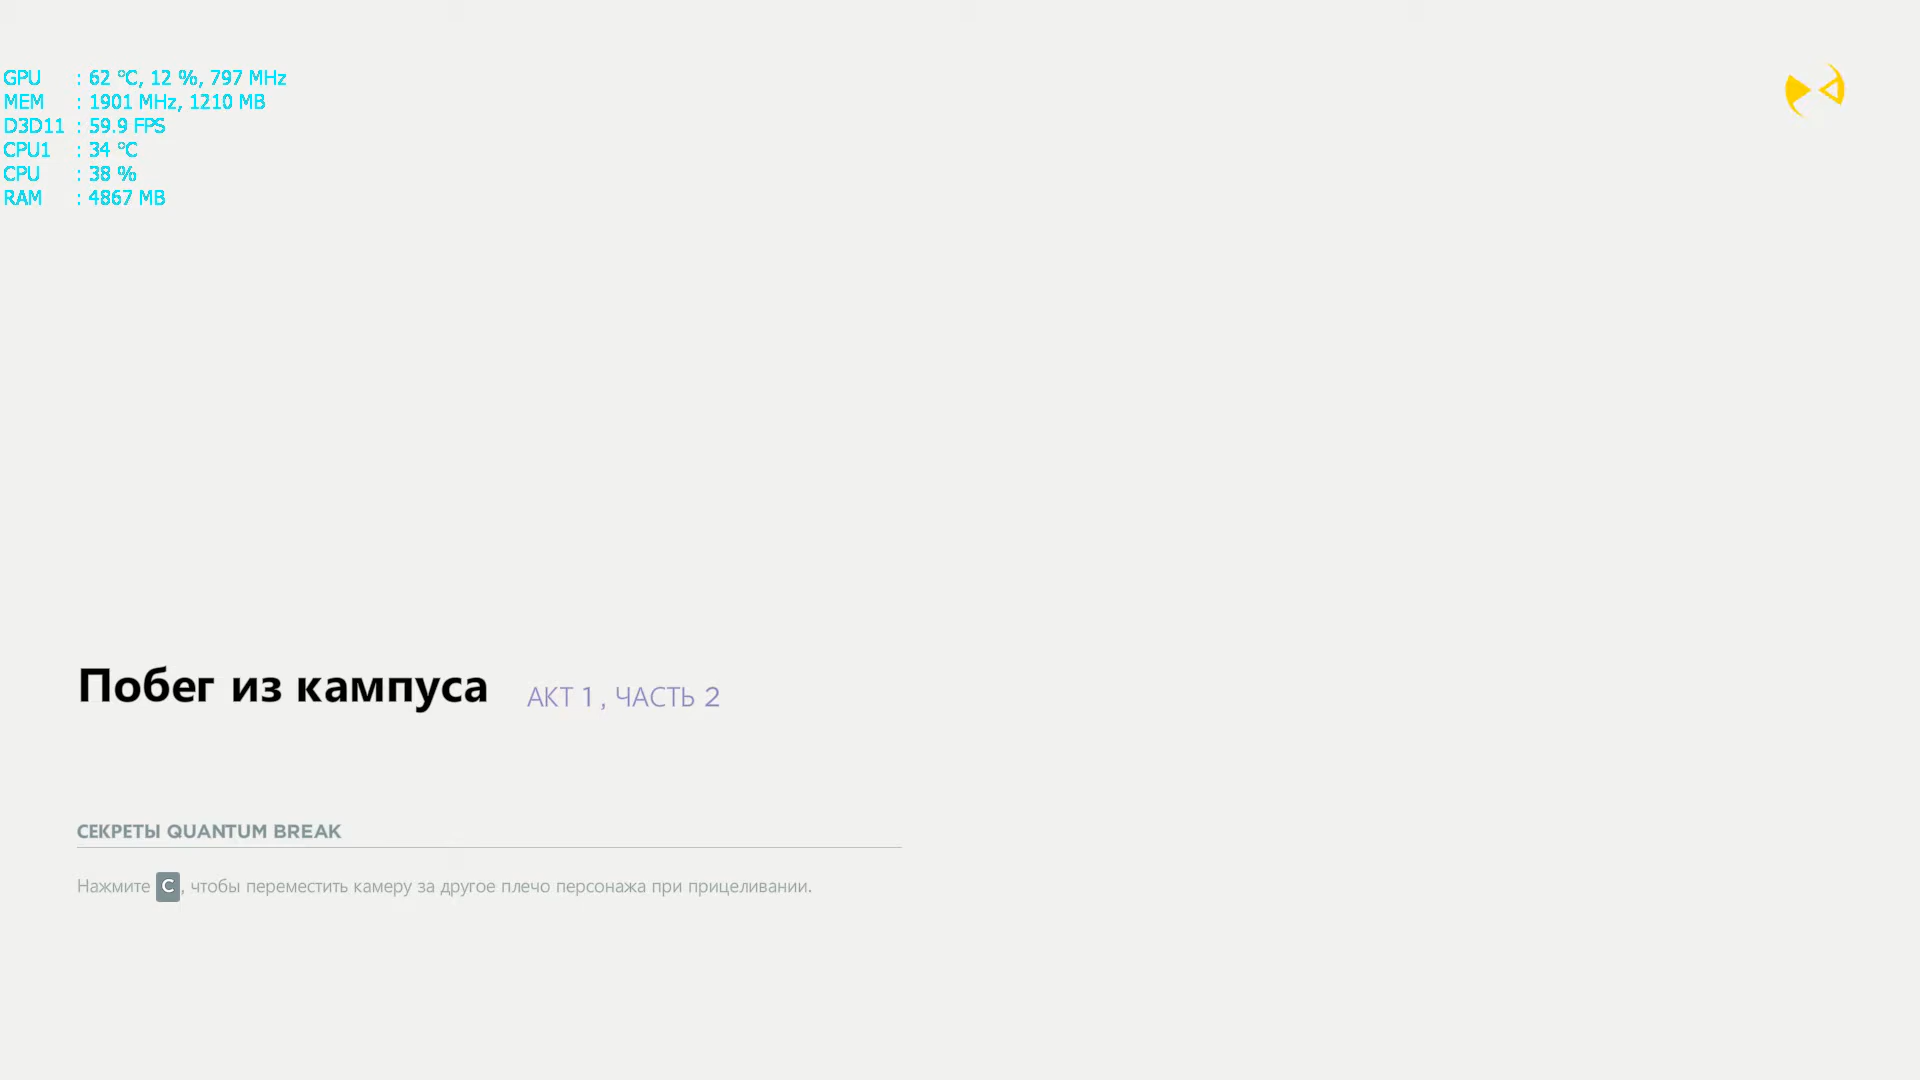 GPU : 62 °C, 12 %, 797 MHz
MEM : 1901 MHz, 1210 MB
D3D11 : 59.9 FPS
CPU1 : 34 °C
CPU : 38 %
RAM : 4867 MB
Побег из кампуса АКТ 1 , ЧАСТЬ 2
СЕКРЕТЫ QUANTUM BREAK
Нажмите C, чтобы переместить камеру за другое плечо персонажа при прицеливании.